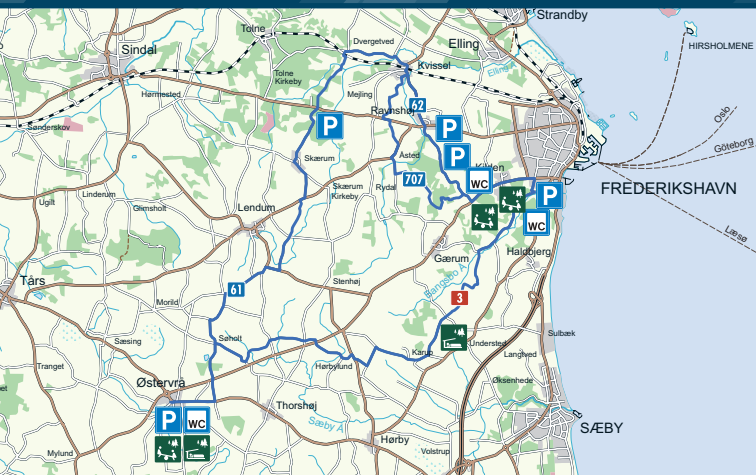 Strandby
Tolne
Dvergetved
Elling
HIRSHOLMENE
Sindal
Kvissel
Elling Å
Tolne
Kirkeby
Hørmested
Mejling
Oslo
62
Ravnshøj
P
P
Sønderskov
Göteborg
Åsted
P
Skærum
Kilden
707
WC
FREDERIKSHAVN
Linderum
Skærum
Kirkeby
Rydal
P
Ugilt
Glimsholt
Lendum
WC
Læsø
Haldbjerg
Gærum
Bangsbo Å
Tårs
Stenhøj
61
3
Morild
Sulbæk
Sæsing
Søholt
Understed
Karup
Langtved
Tranget
Hørbylund
Østervrå
Øksenhede
Thorshøj
P
WC
Sæby Å
SÆBY
Hørby
Mylund
Volstrup